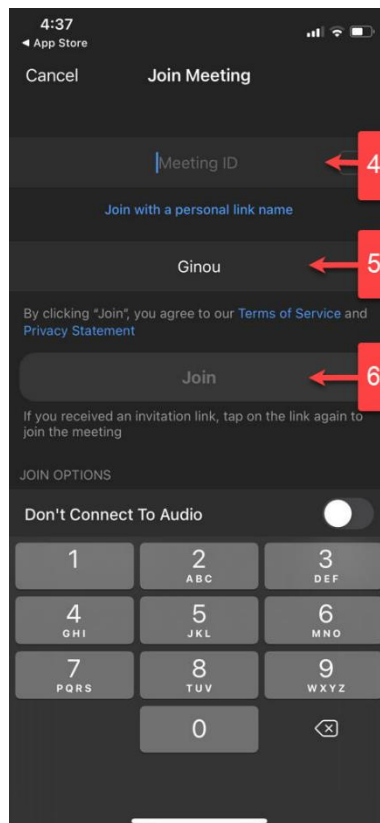 4:37
◀ App Store
Cancel Join Meeting
Meeting ID
4
Join with a personal link name
Ginou
5
By clicking "Join", you agree to our Terms of Service and
Privacy Statement
Join
6
If you received an invitation link, tap on the link again to
join the meeting
JOIN OPTIONS
Don't Connect To Audio
1 2 3
ABC DEF
4 5 6
GHI JKL MNO
7 8 9
PQRS TUV WXYZ
0